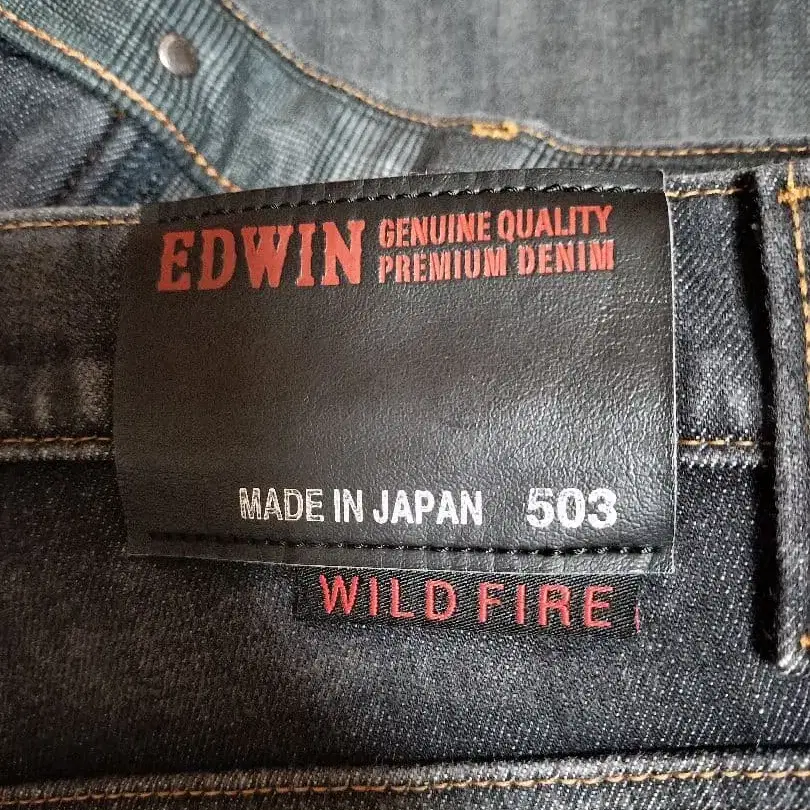 EDWIN GENUINE QUALITY
PREMIUM DENIM
MADE IN JAPAN 503
WILD FIRE